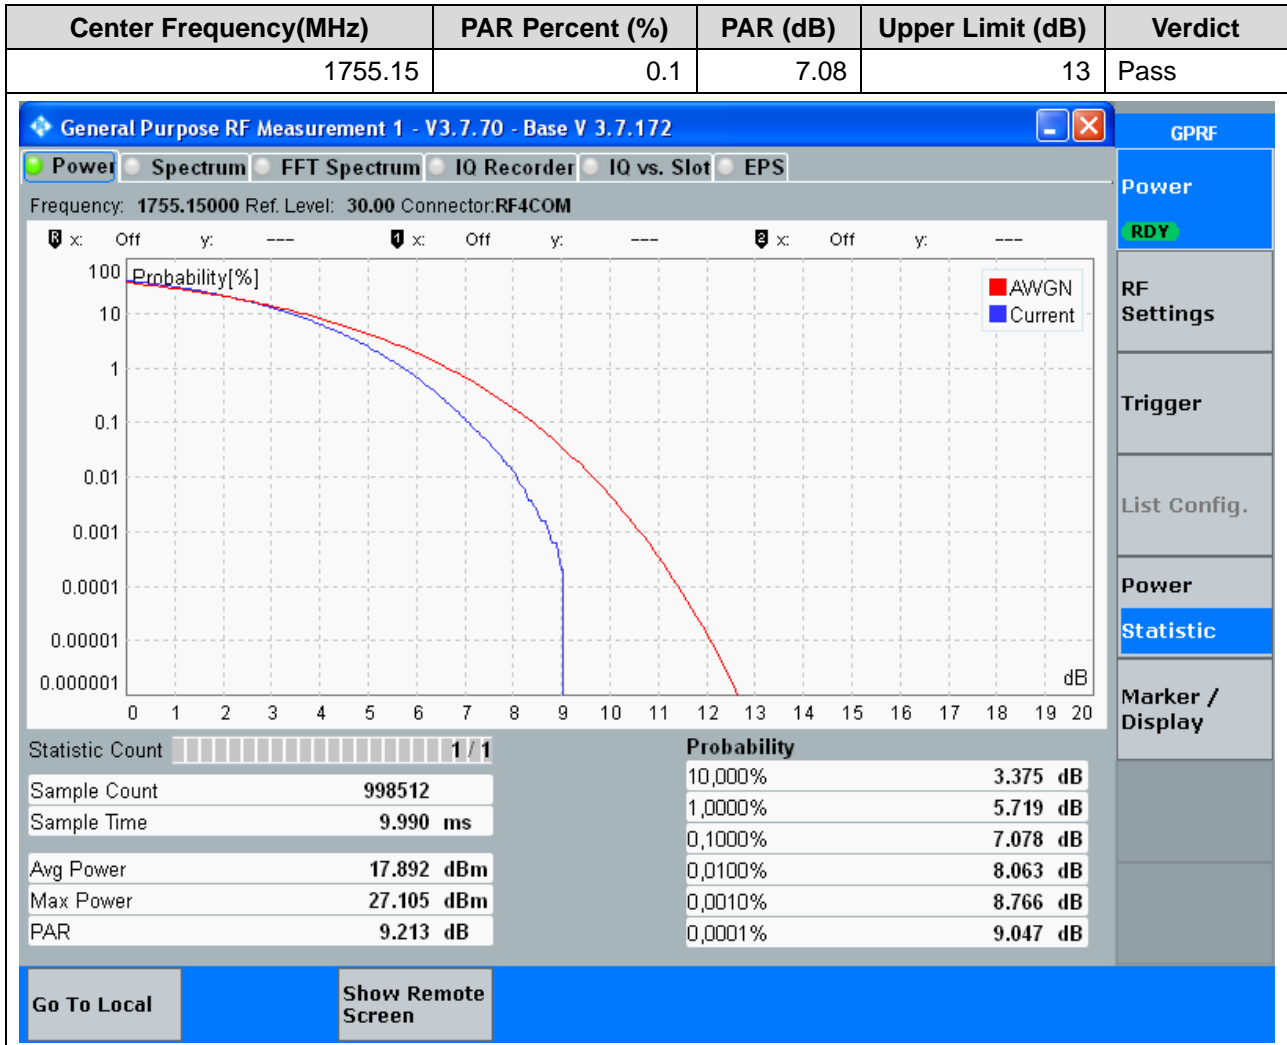 Center Frequency(MHz) PAR Percent (%) PAR (dB) Upper Limit (dB) Verdict
1755.15 0.1 7.08 13 Pass
General Purpose RF Measurement 1 - V3.7.70 - Base V 3.7.172
GPRF
Power Spectrum FFT Spectrum IQ Recorder IQ vs. Slot EPS
Frequency: 1755.15000 Ref. Level: 30.00 Connector:RF4COM
R x: Off y: --- 1 x: Off y: --- 2 x: Off y: ---
Probability[%]
AWGN
Current
100
10
1
0.1
0.01
0.001
0.0001
0.00001
0.000001
dB
0 1 2 3 4 5 6 7 8 9 10 11 12 13 14 15 16 17 18 19 20
Statistic Count 1 / 1
Sample Count 998512
Sample Time 9.990 ms
Avg Power 17.892 dBm
Max Power 27.105 dBm
PAR 9.213 dB
Probability
10,000% 3.375 dB
1,0000% 5.719 dB
0,1000% 7.078 dB
0,0100% 8.063 dB
0,0010% 8.766 dB
0,0001% 9.047 dB
Power
RDY
RF
Settings
Trigger
List Config.
Power
Statistic
Marker /
Display
Go To Local
Show Remote
Screen